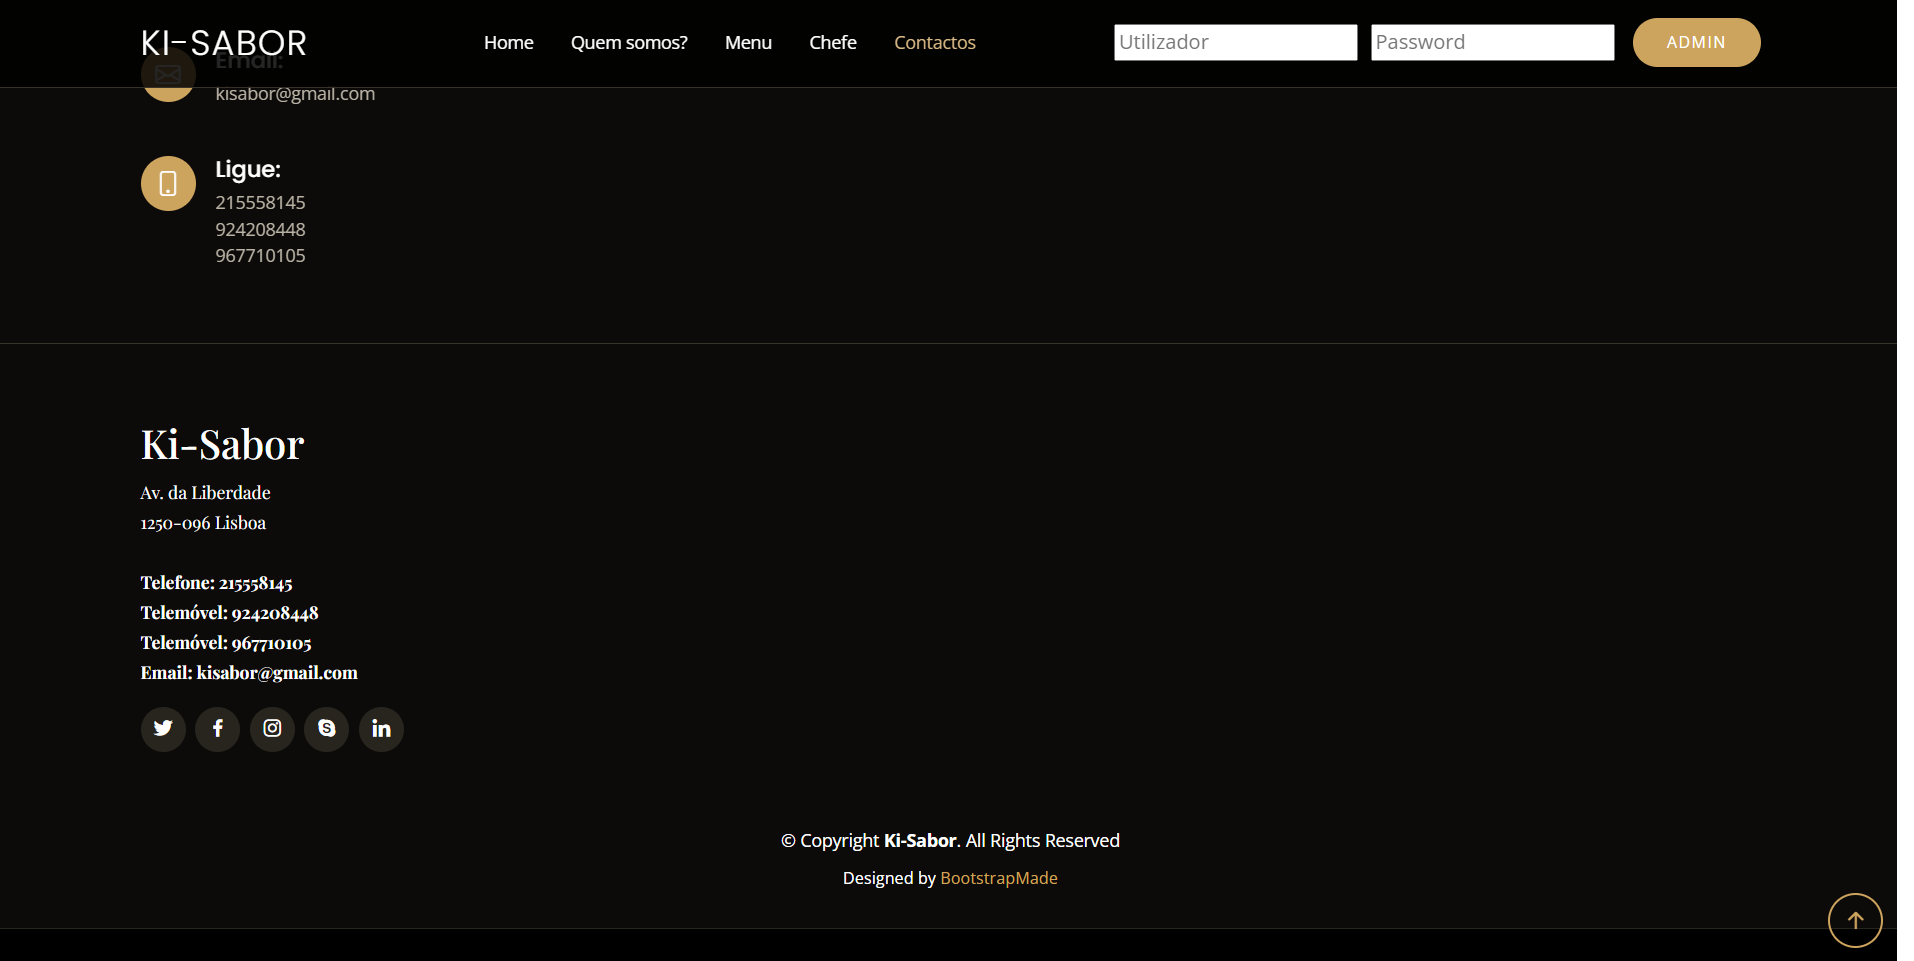 KI-SABOR
Home
Quem somos?
Menu
Chefe
Contactos
Utilizador
Password
ADMIN
Email:
kisabor@gmail.com
Ligue:
215558145
924208448
967710105
Ki-Sabor
Av. da Liberdade
1250-096 Lisboa
Telefone: 215558145
Telemóvel: 924208448
Telemóvel: 967710105
Email: kisabor@gmail.com
© Copyright Ki-Sabor. All Rights Reserved
Designed by BootstrapMade